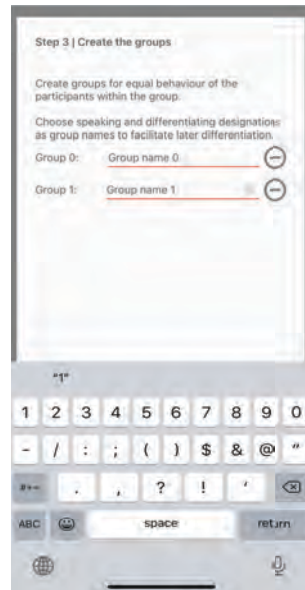 Step 3 | Create the groups
Create groups for equal behaviour of the
participants within the group.
Choose speaking and differentiating designations
as group names to facilitate later differentiation.
Group 0: Group name 0
Group 1: Group name 1
"1"
1 2 3 4 5 6 7 8 9 0
- / : ; ( ) $ & @ "
#+= . , ? ! '
ABC space return